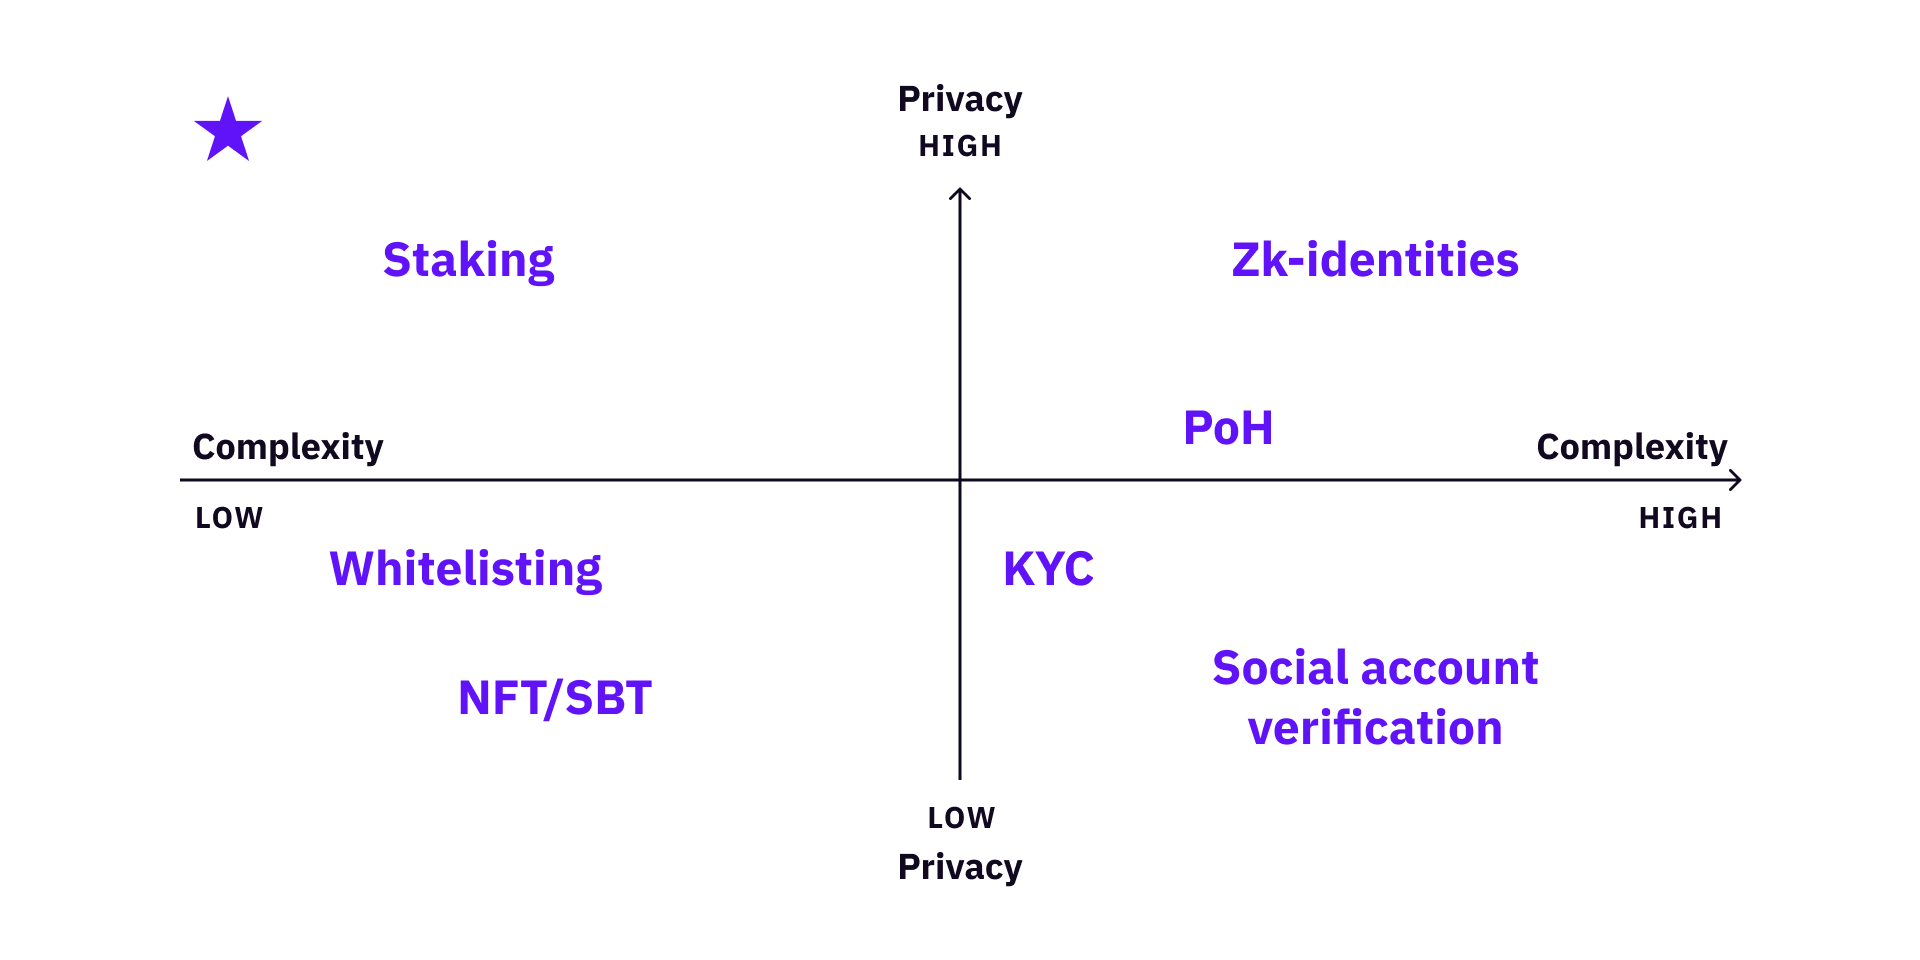 Privacy
HIGH
Staking
Zk-identities
PoH
Complexity
Complexity
LOW
HIGH
Whitelisting
KYC
Social account
verification
NFT/SBT
LOW
Privacy